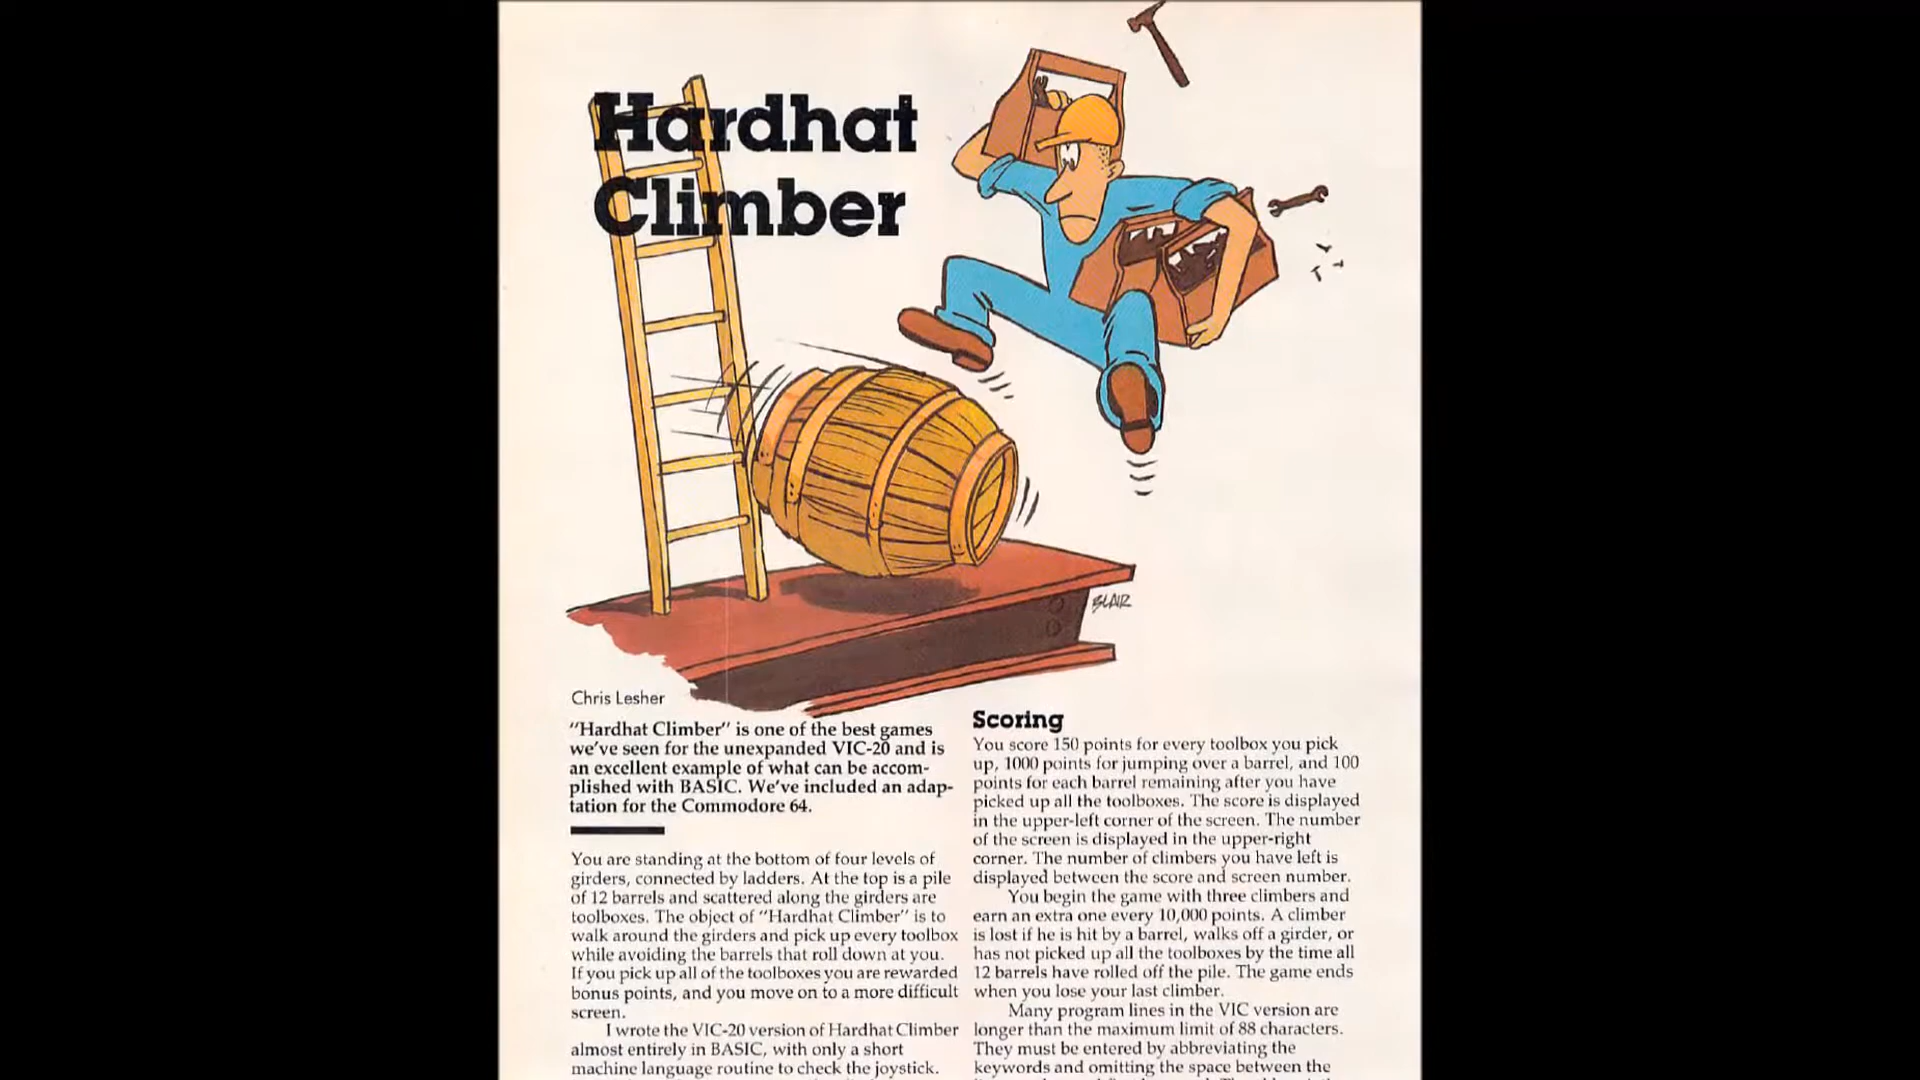 Hardhat
Climber
BLAIR
Chris Lesher
"Hardhat Climber" is one of the best games
we've seen for the unexpanded VIC-20 and is
an excellent example of what can be accom-
plished with BASIC. We've included an adap-
tation for the Commodore 64.
You are standing at the bottom of four levels of
girders, connected by ladders. At the top is a pile
of 12 barrels and scattered along the girders are
toolboxes. The object of "Hardhat Climber" is to
walk around the girders and pick up every toolbox
while avoiding the barrels that roll down at you.
If you pick up all of the toolboxes you are rewarded
bonus points, and you move on to a more difficult
screen.
I wrote the VIC-20 version of Hardhat Climber
almost entirely in BASIC, with only a short
machine language routine to check the joystick.
Scoring
You score 150 points for every toolbox you pick
up, 1000 points for jumping over a barrel, and 100
points for each barrel remaining after you have
picked up all the toolboxes. The score is displayed
in the upper-left corner of the screen. The number
of the screen is displayed in the upper-right
corner. The number of climbers you have left is
displayed between the score and screen number.
You begin the game with three climbers and
earn an extra one every 10,000 points. A climber
is lost if he is hit by a barrel, walks off a girder, or
has not picked up all the toolboxes by the time all
12 barrels have rolled off the pile. The game ends
when you lose your last climber.
Many program lines in the VIC version are
longer than the maximum limit of 88 characters.
They must be entered by abbreviating the
keywords and omitting the space between the